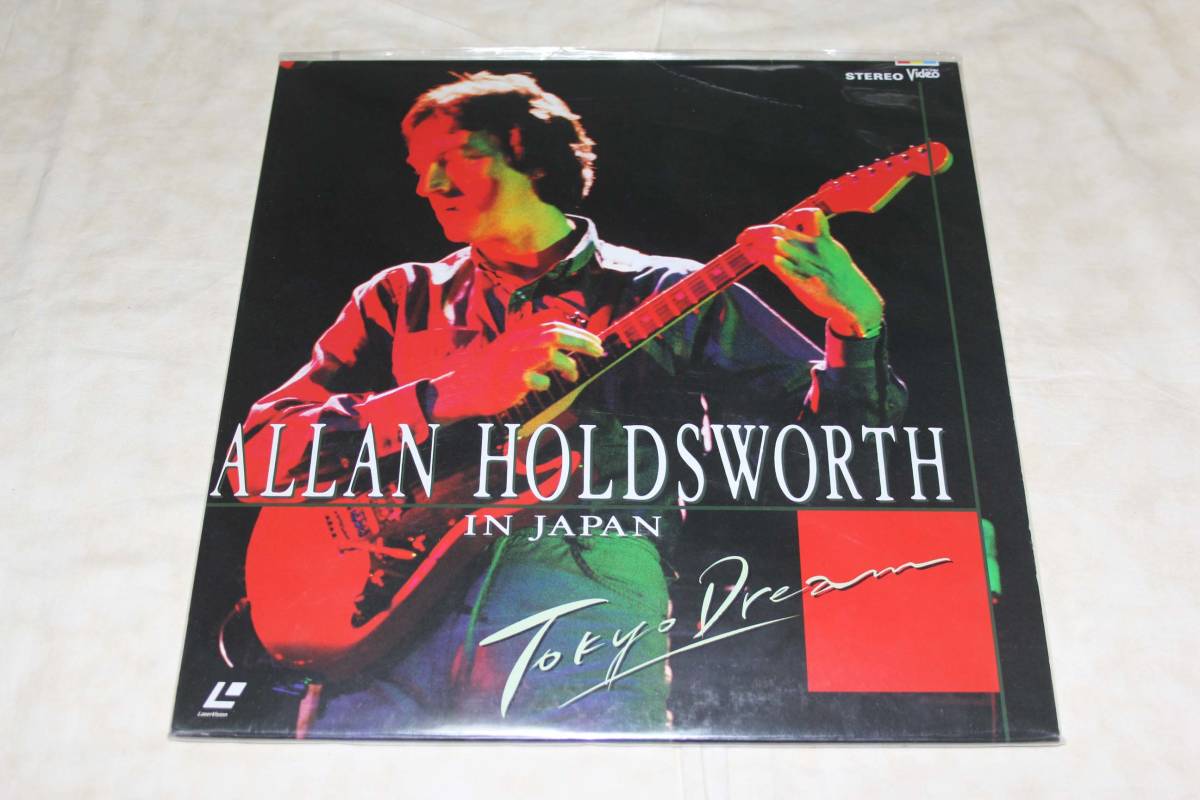 STEREO Video
ALLAN HOLDSWORTH
IN JAPAN
Tokyo Dream
LaserVision